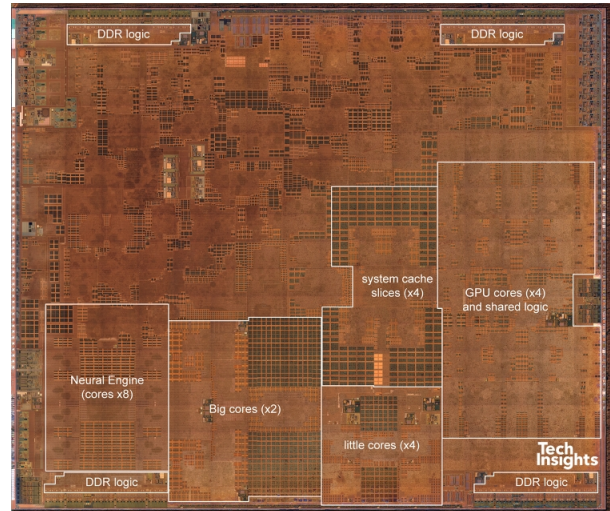 DDR logic
DDR logic
system cache
slices (x4)
GPU cores (x4)
and shared logic
Neural Engine
(cores x8)
Big cores (x2)
little cores (x4)
Tech
Insights
DDR logic
DDR logic